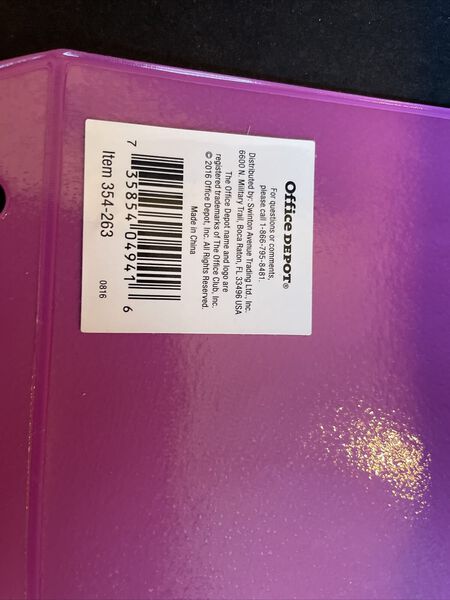 Office DEPOT®
For questions or comments,
please call 1-866-795-8481.
Distributed by: Swinton Avenue Trading Ltd., Inc.
6600 N. Military Trail, Boca Raton, FL 33496 USA
The Office Depot name and logo are
registered trademarks of The Office Club, Inc.
© 2016 Office Depot, Inc. All Rights Reserved.
Made in China
7 35854 04941 6
Item 354-263 0816